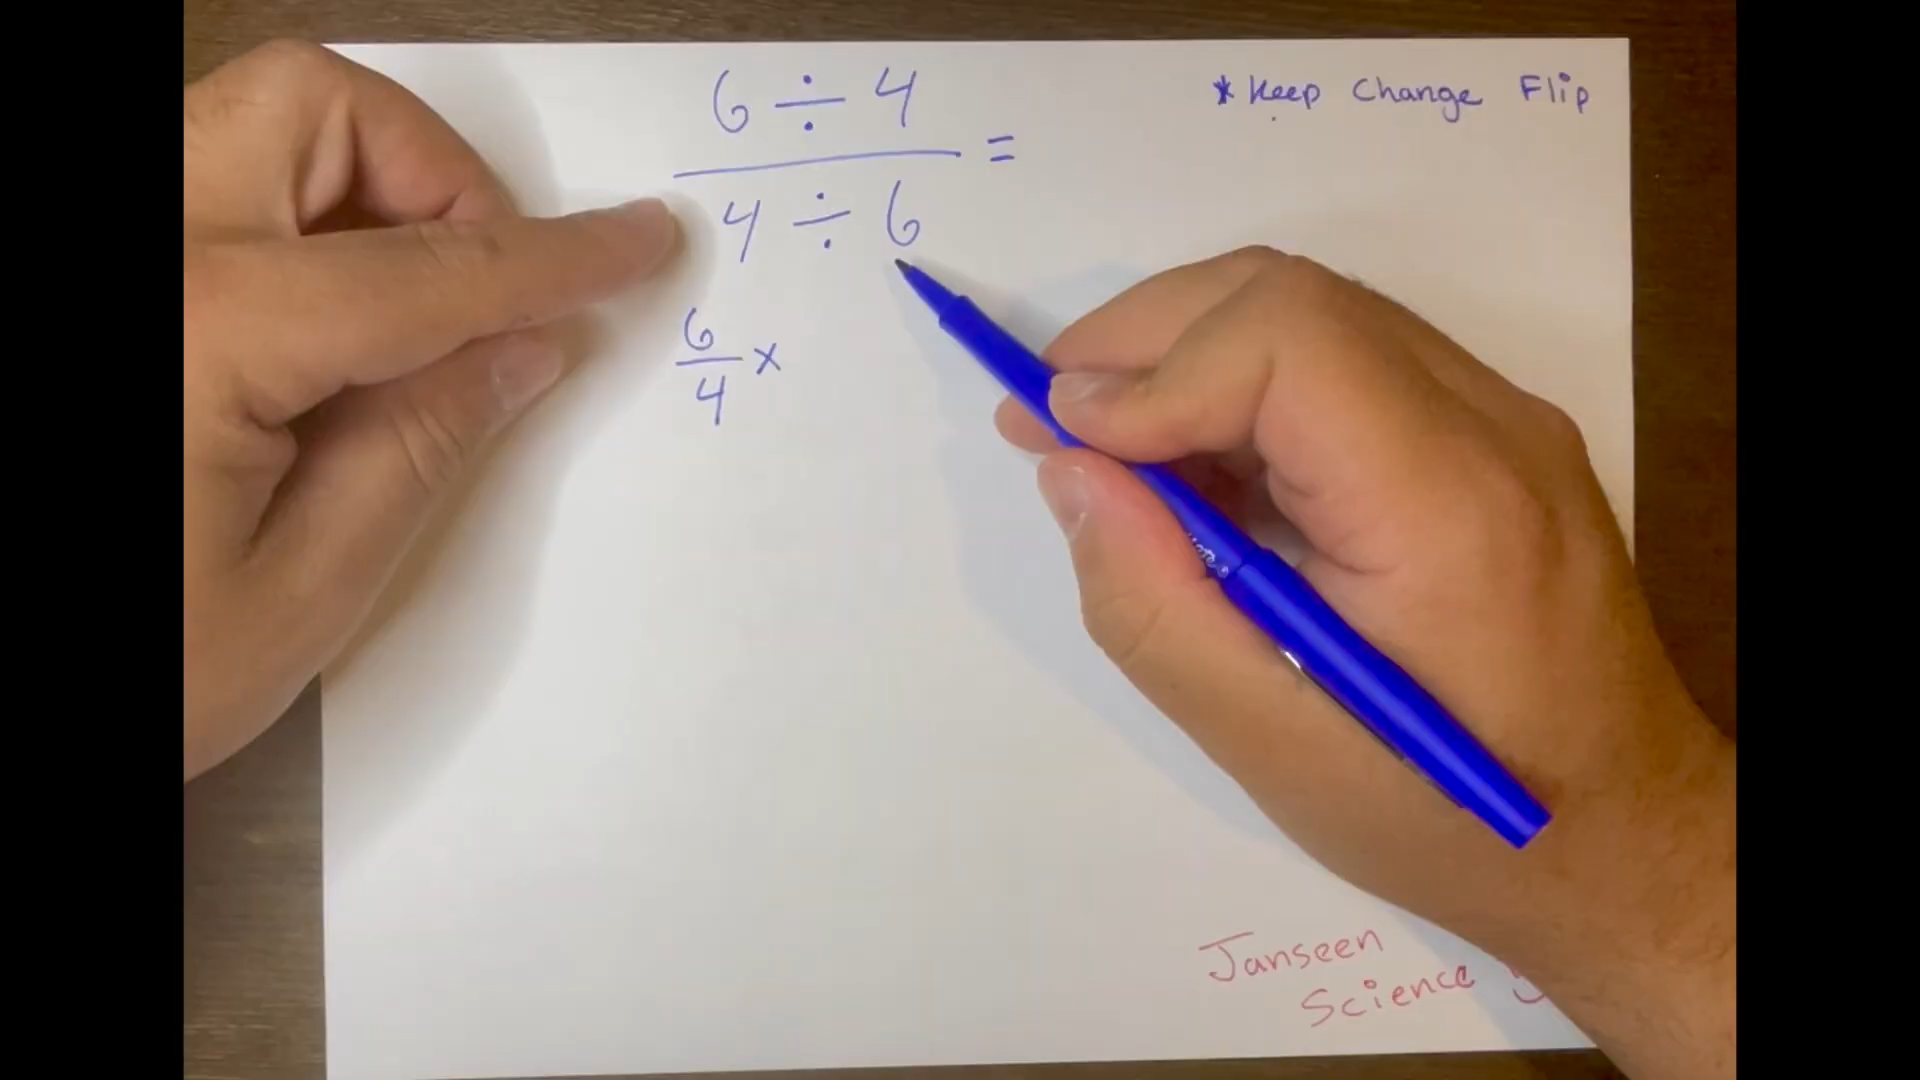 6 ÷ 4
4 ÷ 6
=
* Keep Change Flip
6
4
×
Janseen
Science